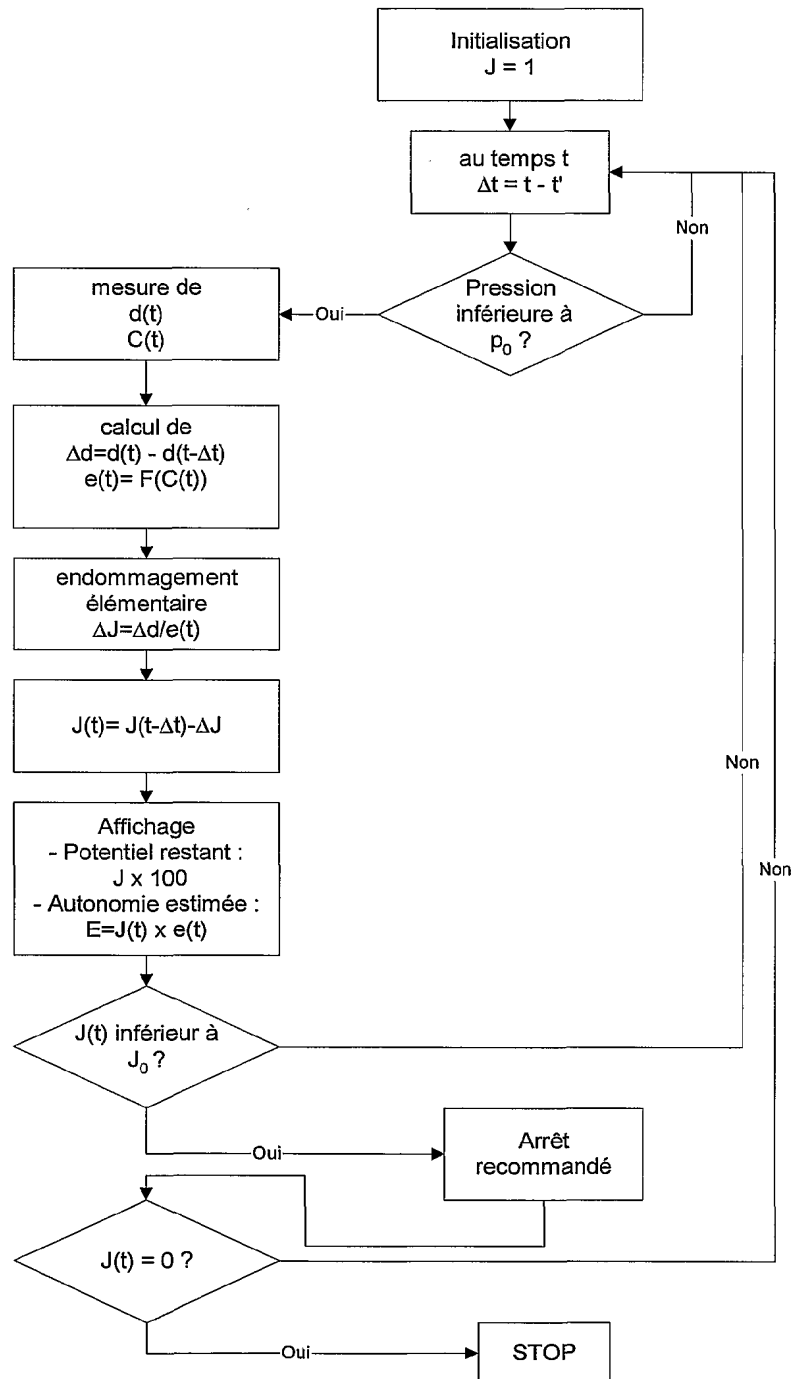 Initialisation
J = 1
au temps t
Δt = t - t'
Non
Pression
inférieure à
p₀ ?
Oui
mesure de
d(t)
C(t)
calcul de
Δd=d(t) - d(t-Δt)
e(t)= F(C(t))
endommagement
élémentaire
ΔJ=Δd/e(t)
J(t)= J(t-Δt)-ΔJ
Non
Affichage
- Potentiel restant :
J x 100
- Autonomie estimée :
E=J(t) x e(t)
Non
J(t) inférieur à
J₀ ?
Oui
Arrêt
recommandé
J(t) = 0 ?
Oui
STOP